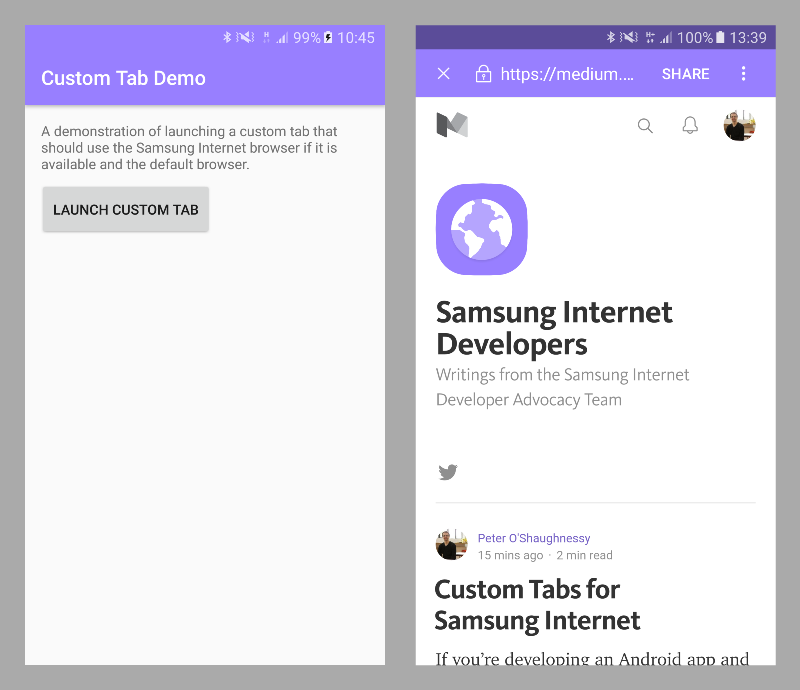 99% 10:45
Custom Tab Demo
A demonstration of launching a custom tab that
should use the Samsung Internet browser if it is
available and the default browser.
LAUNCH CUSTOM TAB
H+ 100% 13:39
https://medium.... SHARE
Samsung Internet
Developers
Writings from the Samsung Internet
Developer Advocacy Team
Peter O'Shaughnessy
15 mins ago · 2 min read
Custom Tabs for
Samsung Internet
If you're developing an Android app and